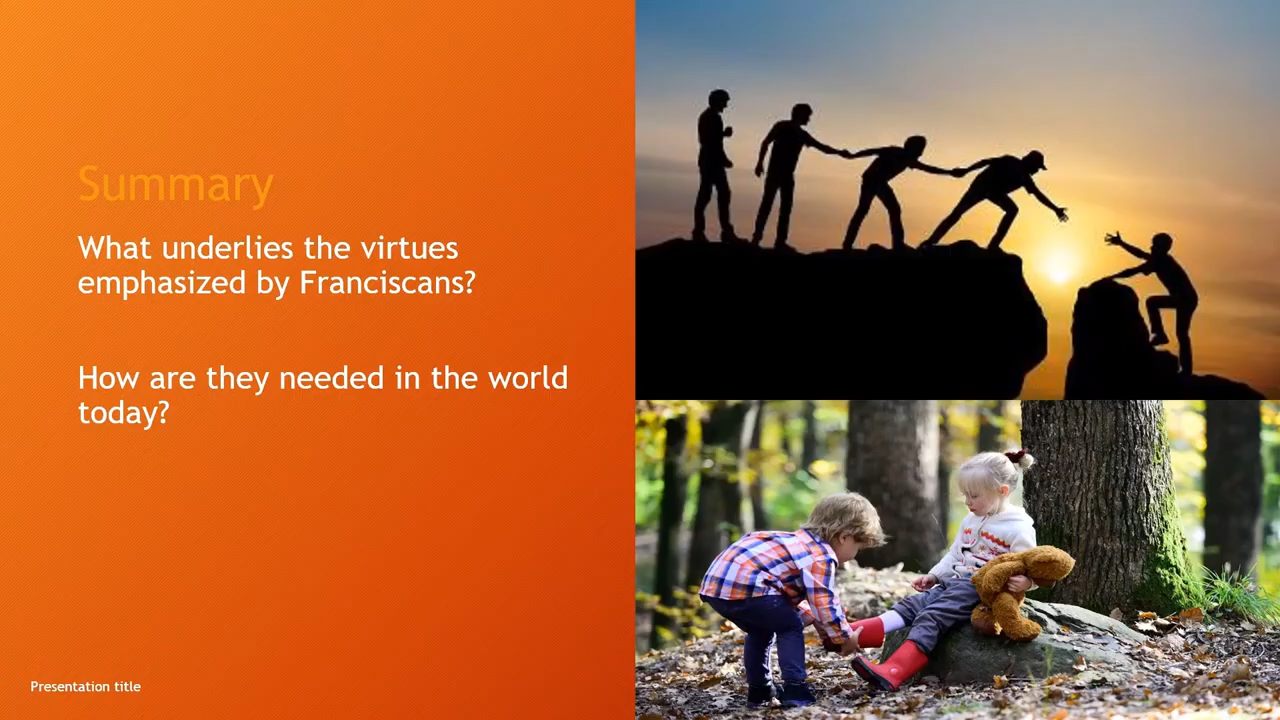 Summary
What underlies the virtues
emphasized by Franciscans?
How are they needed in the world
today?
Presentation title